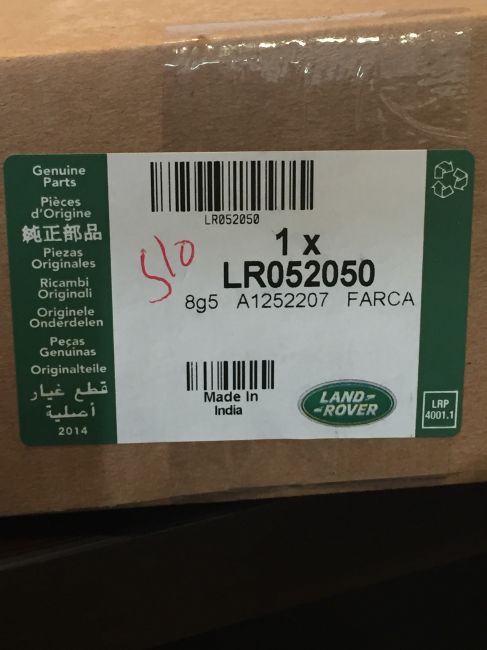 Genuine
Parts
Pièces
d'Origine
純正部品
Piezas
Originales
Ricambi
Originali
Originele
Onderdelen
Peças
Genuinas
Originalteile
قطع غيار
أصلية
2014
LR052050
1 x
LR052050
8g5 A1252207 FARCA
510
Made In
India
LAND-
-ROVER
LRP
4001.1